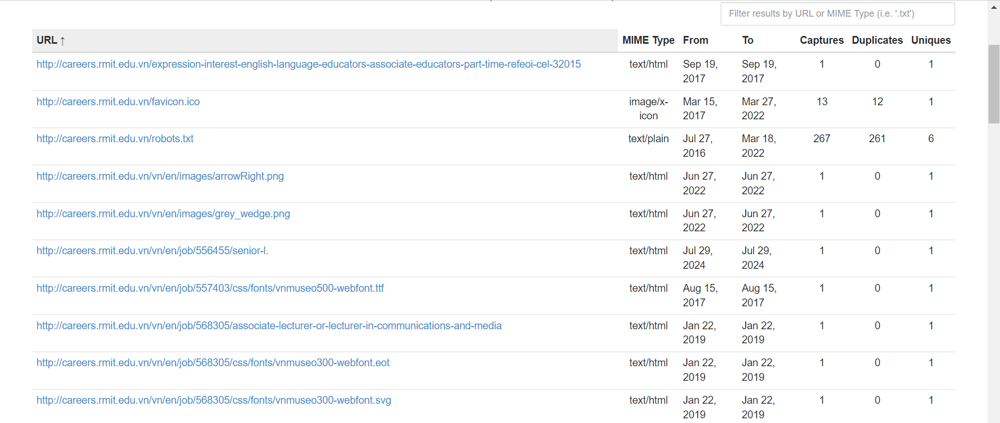 Filter results by URL or MIME Type (i.e. '.txt')
URL ↑ MIME Type From To Captures Duplicates Uniques
http://careers.rmit.edu.vn/expression-interest-english-language-educators-associate-educators-part-time-refeoi-cel-32015 text/html Sep 19, 2017 Sep 19, 2017 1 0 1
http://careers.rmit.edu.vn/favicon.ico image/x-icon Mar 15, 2017 Mar 27, 2022 13 12 1
http://careers.rmit.edu.vn/robots.txt text/plain Jul 27, 2016 Mar 18, 2022 267 261 6
http://careers.rmit.edu.vn/vn/en/images/arrowRight.png text/html Jun 27, 2022 Jun 27, 2022 1 0 1
http://careers.rmit.edu.vn/vn/en/images/grey_wedge.png text/html Jun 27, 2022 Jun 27, 2022 1 0 1
http://careers.rmit.edu.vn/vn/en/job/556455/senior-l. text/html Jul 29, 2024 Jul 29, 2024 1 0 1
http://careers.rmit.edu.vn/vn/en/job/557403/css/fonts/vnmuseo500-webfont.ttf text/html Aug 15, 2017 Aug 15, 2017 1 0 1
http://careers.rmit.edu.vn/vn/en/job/568305/associate-lecturer-or-lecturer-in-communications-and-media text/html Jan 22, 2019 Jan 22, 2019 1 0 1
http://careers.rmit.edu.vn/vn/en/job/568305/css/fonts/vnmuseo300-webfont.eot text/html Jan 22, 2019 Jan 22, 2019 1 0 1
http://careers.rmit.edu.vn/vn/en/job/568305/css/fonts/vnmuseo300-webfont.svg text/html Jan 22, 2019 Jan 22, 2019 1 0 1